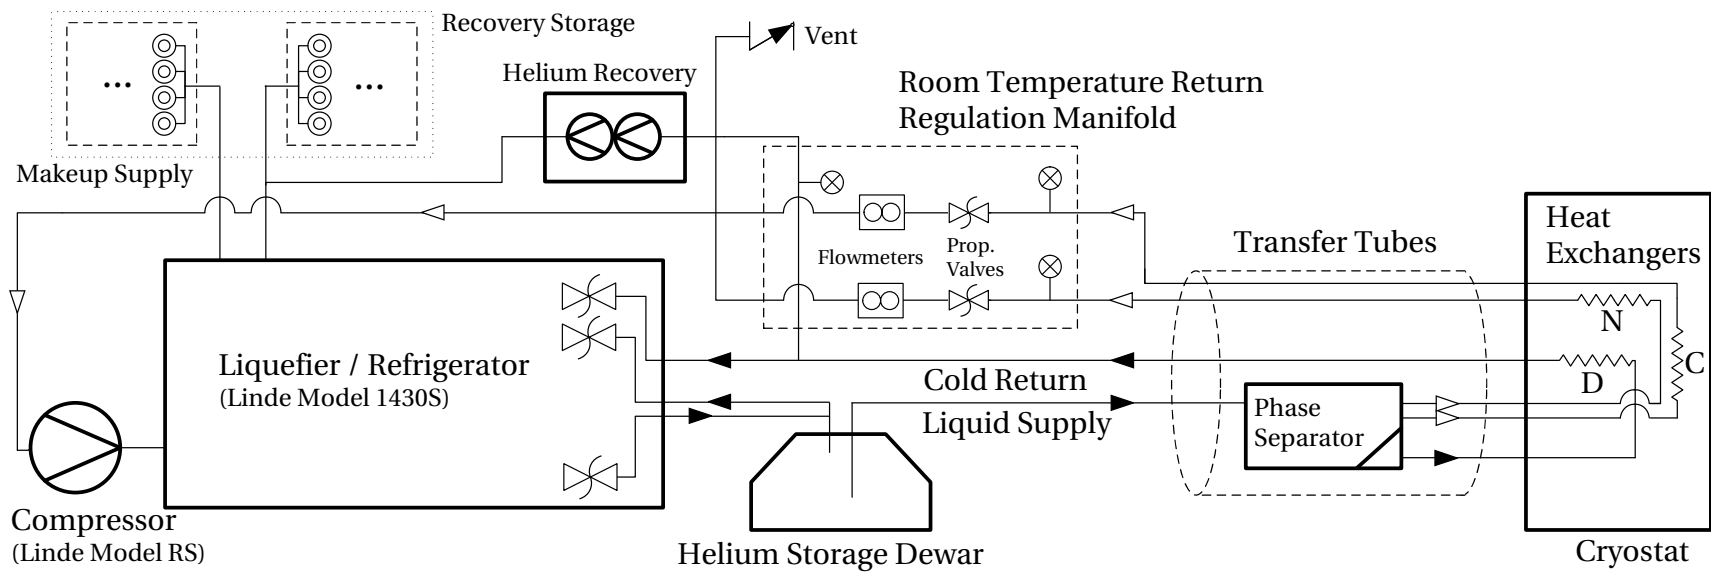 Recovery Storage
•••
•••
Makeup Supply
Helium Recovery
Vent
Room Temperature Return
Regulation Manifold
Flowmeters
Prop.
Valves
Transfer Tubes
Heat
Exchangers
N
C
D
Liquefier / Refrigerator
(Linde Model 1430S)
Cold Return
Liquid Supply
Phase
Separator
Compressor
(Linde Model RS)
Helium Storage Dewar
Cryostat